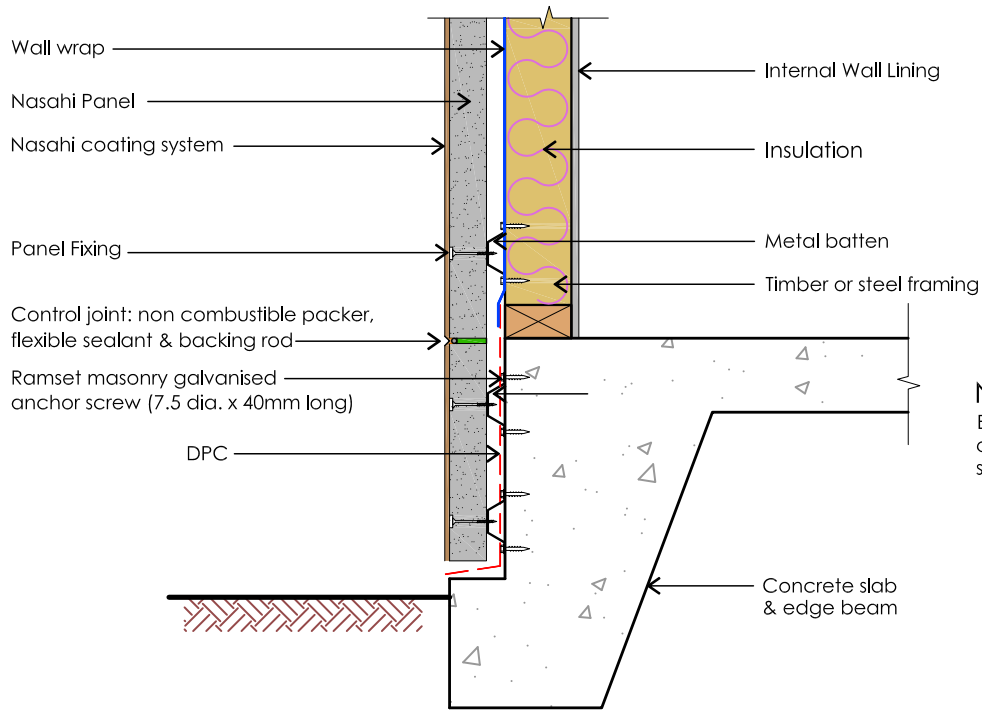 Wall wrap
Nasahi Panel
Nasahi coating system
Panel Fixing
Control joint: non combustible packer,
flexible sealant & backing rod
Ramset masonry galvanised
anchor screw (7.5 dia. x 40mm long)
DPC
Internal Wall Lining
Insulation
Metal batten
Timber or steel framing
Concrete slab
& edge beam